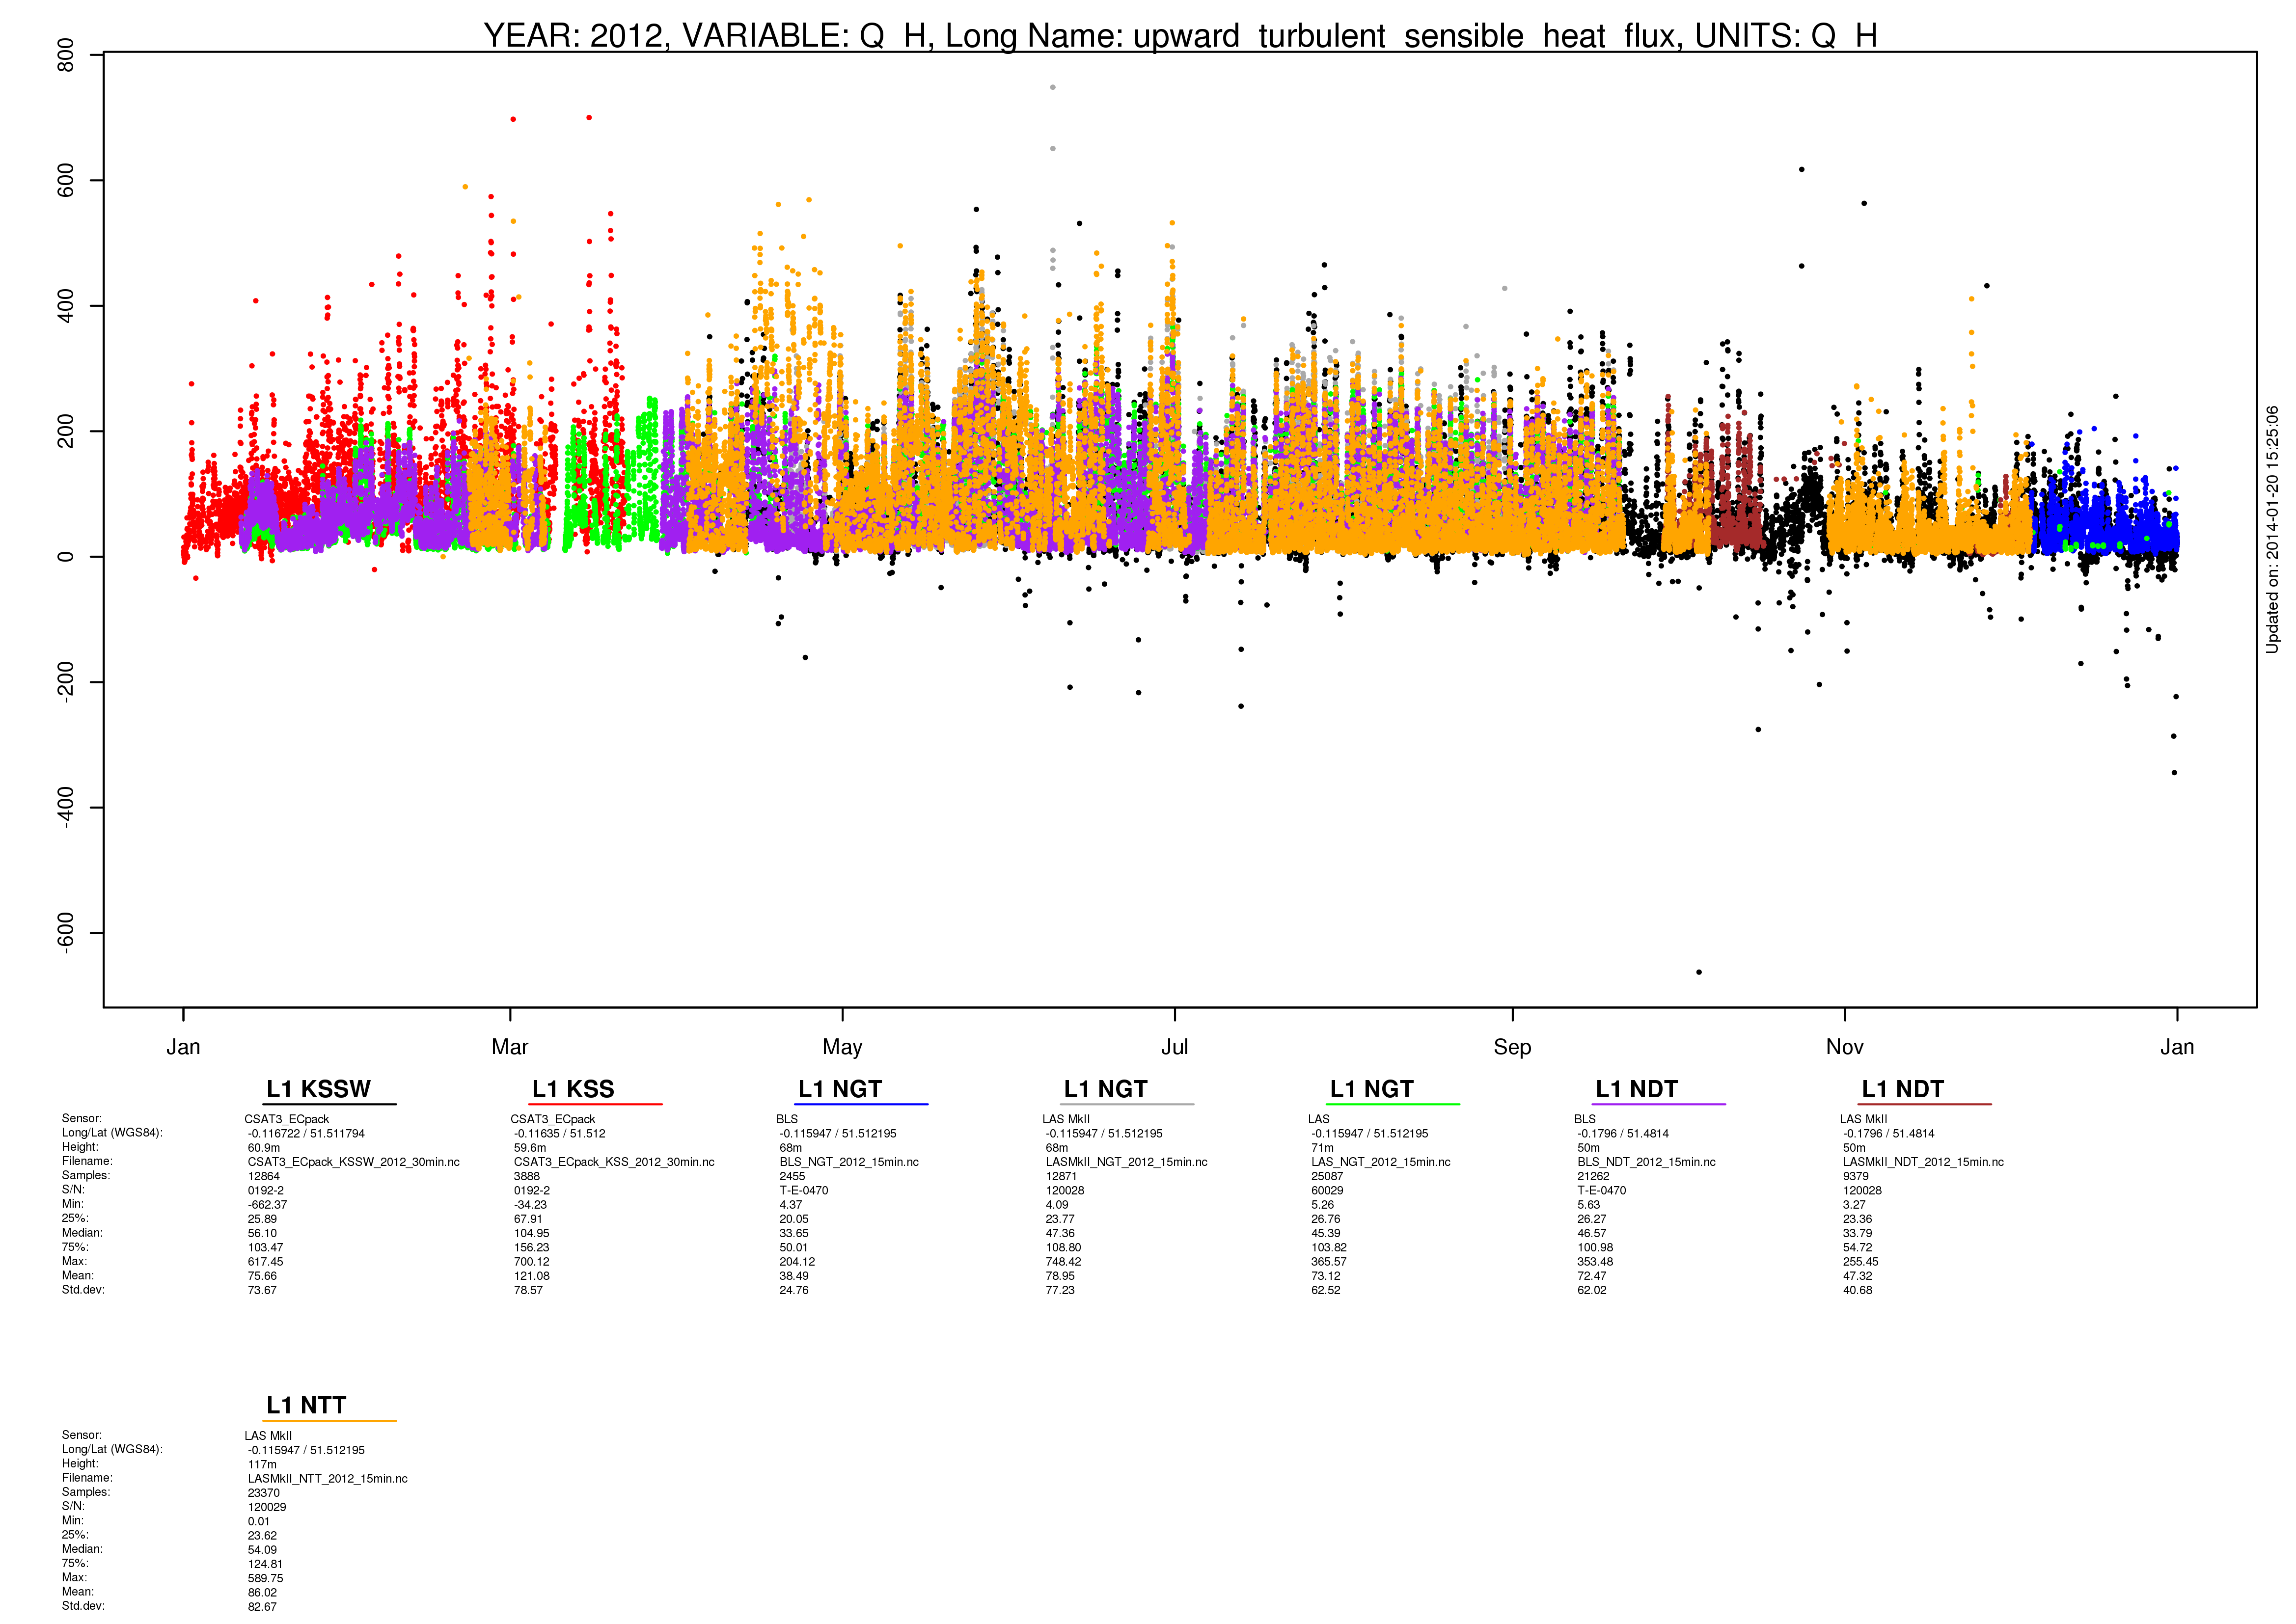 YEAR: 2012, VARIABLE: Q H, Long Name: upward turbulent sensible heat flux, UNITS: Q H
800
600
400
200
0
-200
-400
-600
Updated on: 2014-01-20 15:25:06
Jan Mar May Jul Sep Nov Jan
L1 KSSW L1 KSS L1 NGT L1 NGT L1 NGT L1 NDT L1 NDT
Sensor: CSAT3_ECpack CSAT3_ECpack BLS LAS MkII LAS BLS LAS MkII
Long/Lat (WGS84): -0.116722 / 51.511794 -0.11635 / 51.512 -0.115947 / 51.512195 -0.115947 / 51.512195 -0.115947 / 51.512195 -0.1796 / 51.4814 -0.1796 / 51.4814
Height: 60.9m 59.6m 68m 68m 71m 50m 50m
Filename: CSAT3_ECpack_KSSW_2012_30min.nc CSAT3_ECpack_KSS_2012_30min.nc BLS_NGT_2012_15min.nc LASMkII_NGT_2012_15min.nc LAS_NGT_2012_15min.nc BLS_NDT_2012_15min.nc LASMkII_NDT_2012_15min.nc
Samples: 12864 3888 2455 12871 25087 21262 9379
S/N: 0192-2 0192-2 T-E-0470 120028 60029 T-E-0470 120028
Min: -662.37 -34.23 4.37 4.09 5.26 5.63 3.27
25%: 25.89 67.91 20.05 23.77 26.76 26.27 23.36
Median: 56.10 104.95 33.65 47.36 45.39 46.57 33.79
75%: 103.47 156.23 50.01 108.80 103.82 100.98 54.72
Max: 617.45 700.12 204.12 748.42 365.57 353.48 255.45
Mean: 75.66 121.08 38.49 78.95 73.12 72.47 47.32
Std.dev: 73.67 78.57 24.76 77.23 62.52 62.02 40.68
L1 NTT
Sensor: LAS MkII
Long/Lat (WGS84): -0.115947 / 51.512195
Height: 117m
Filename: LASMkII_NTT_2012_15min.nc
Samples: 23370
S/N: 120029
Min: 0.01
25%: 23.62
Median: 54.09
75%: 124.81
Max: 589.75
Mean: 86.02
Std.dev: 82.67